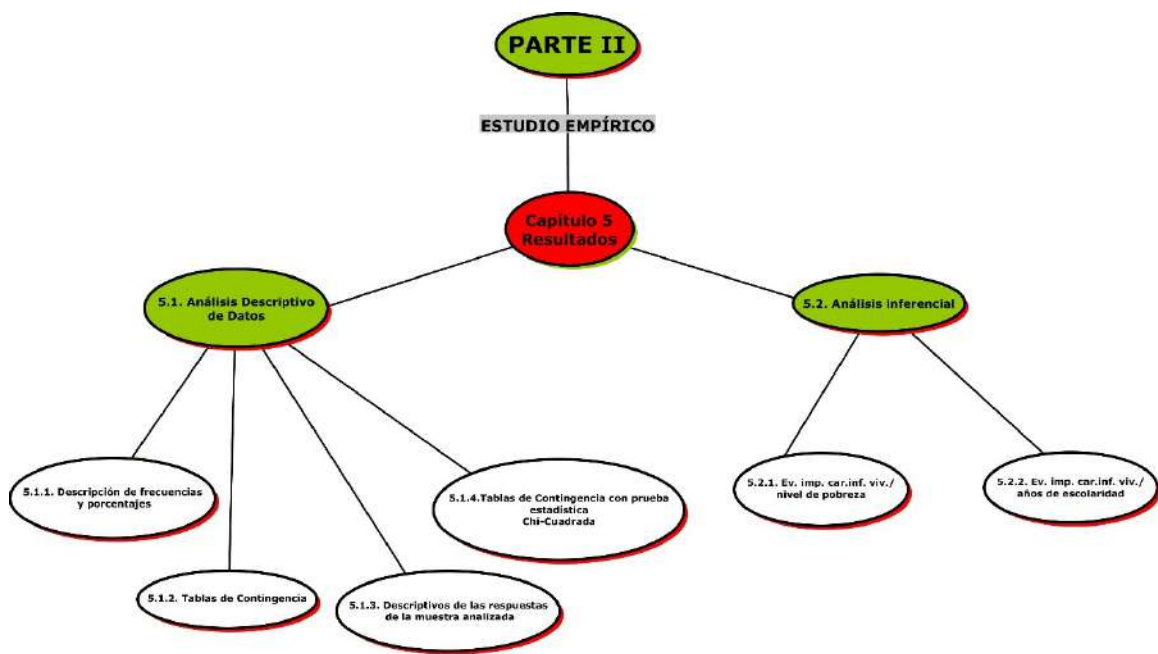 PARTE II
ESTUDIO EMPÍRICO
Capitulo 5
Resultados
5.1. Análisis Descriptivo
de Datos
5.2. Análisis inferencial
5.1.1. Descripción de frecuencias
y porcentajes
5.1.2. Tablas de Contingencia
5.1.3. Descriptivos de las respuestas
de la muestra analizada
5.1.4.Tablas de Contingencia con prueba
estadística
Chi-Cuadrada
5.2.1. Ev. imp. car.inf. viv./
nivel de pobreza
5.2.2. Ev. imp. car.inf. viv./
años de escolaridad